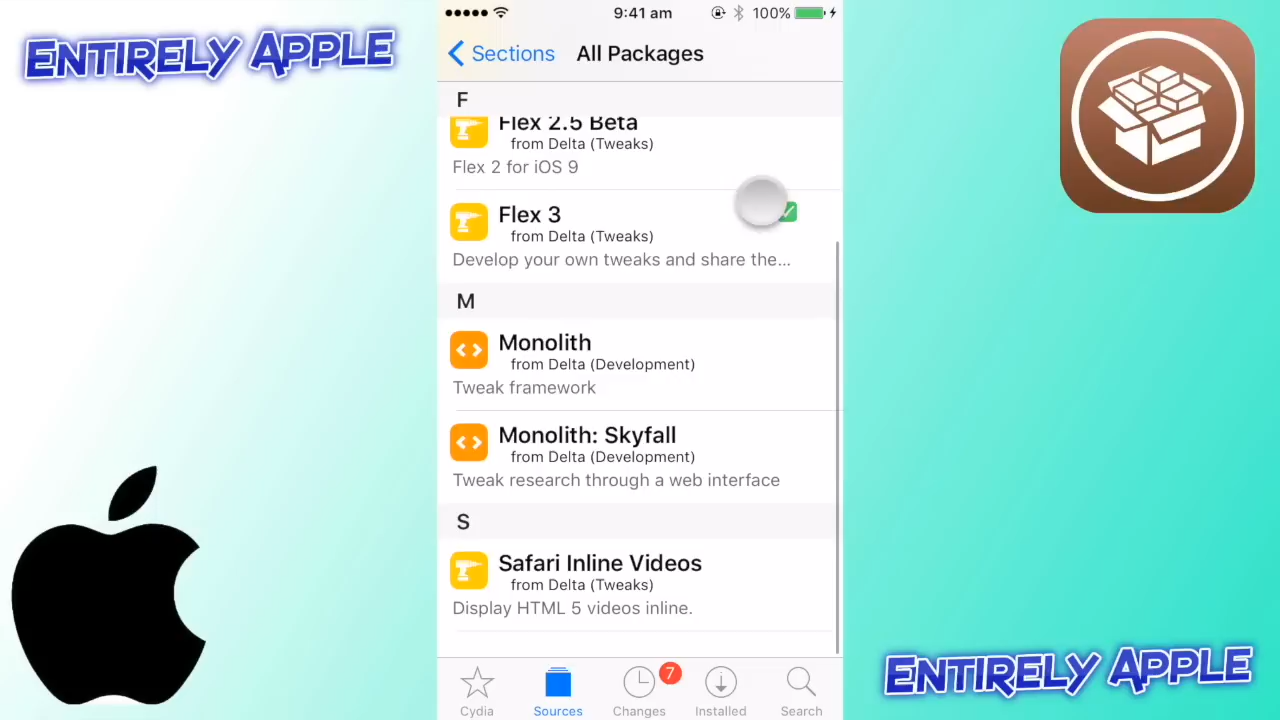 ENTIRELY APPLE
9:41 am
100%
Sections
All Packages
F
Flex 2.5 Beta
from Delta (Tweaks)
Flex 2 for iOS 9
Flex 3
from Delta (Tweaks)
Develop your own tweaks and share the...
M
Monolith
from Delta (Development)
Tweak framework
Monolith: Skyfall
from Delta (Development)
Tweak research through a web interface
S
Safari Inline Videos
from Delta (Tweaks)
Display HTML 5 videos inline.
7
Cydia
Sources
Changes
Installed
Search
ENTIRELY APPLE